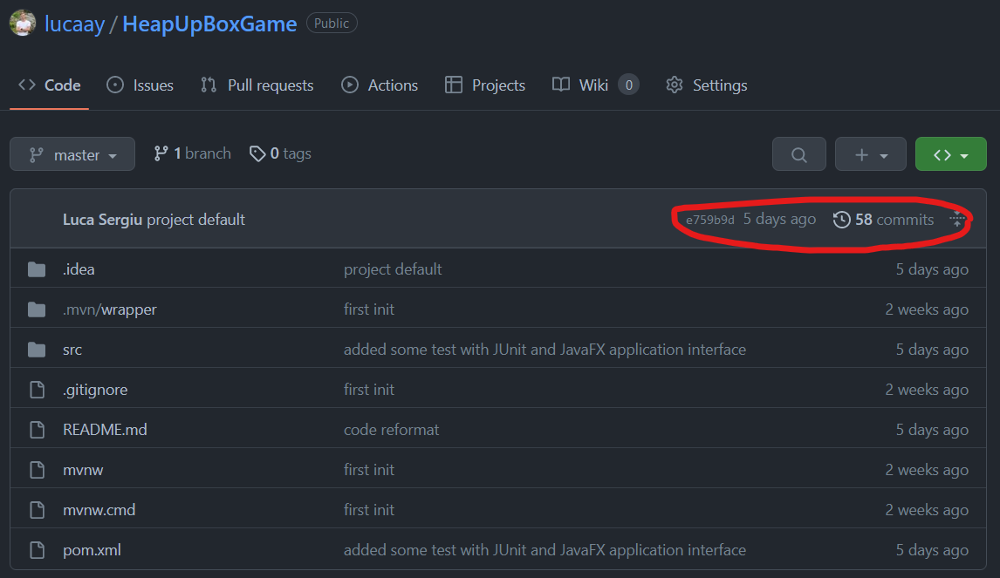 lucaay / HeapUpBoxGame Public
Code Issues Pull requests Actions Projects Wiki 0 Settings
master 1 branch 0 tags
Luca Sergiu project default e759b9d 5 days ago 58 commits
.idea project default 5 days ago
.mvn/wrapper first init 2 weeks ago
src added some test with JUnit and JavaFX application interface 5 days ago
.gitignore first init 2 weeks ago
README.md code reformat 5 days ago
mvnw first init 2 weeks ago
mvnw.cmd first init 2 weeks ago
pom.xml added some test with JUnit and JavaFX application interface 5 days ago